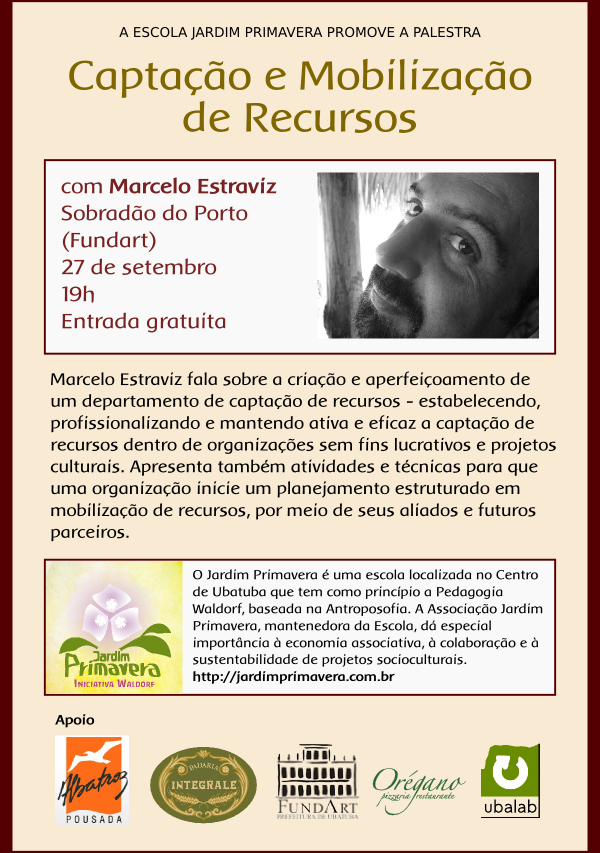 A ESCOLA JARDIM PRIMAVERA PROMOVE A PALESTRA
Captação e Mobilização
de Recursos
com Marcelo Estraviz
Sobradão do Porto
(Fundart)
27 de setembro
19h
Entrada gratuita
Marcelo Estraviz fala sobre a criação e aperfeiçoamento de
um departamento de captação de recursos - estabelecendo,
profissionalizando e mantendo ativa e eficaz a captação de
recursos dentro de organizações sem fins lucrativos e projetos
culturais. Apresenta também atividades e técnicas para que
uma organização inicie um planejamento estruturado em
mobilização de recursos, por meio de seus aliados e futuros
parceiros.
Jardim
Primavera
INICIATIVA WALDORF
O Jardim Primavera é uma escola localizada no Centro
de Ubatuba que tem como princípio a Pedagogia
Waldorf, baseada na Antroposofia. A Associação Jardim
Primavera, mantenedora da Escola, dá especial
importância à economia associativa, à colaboração e à
sustentabilidade de projetos socioculturais.
http://jardimprimavera.com.br
Apoio
Albatroz
POUSADA
PADARIA
INTEGRALE
FUNDART
PREFEITURA DE UBATUBA
Orégano
pizzaria restaurante
ubalab